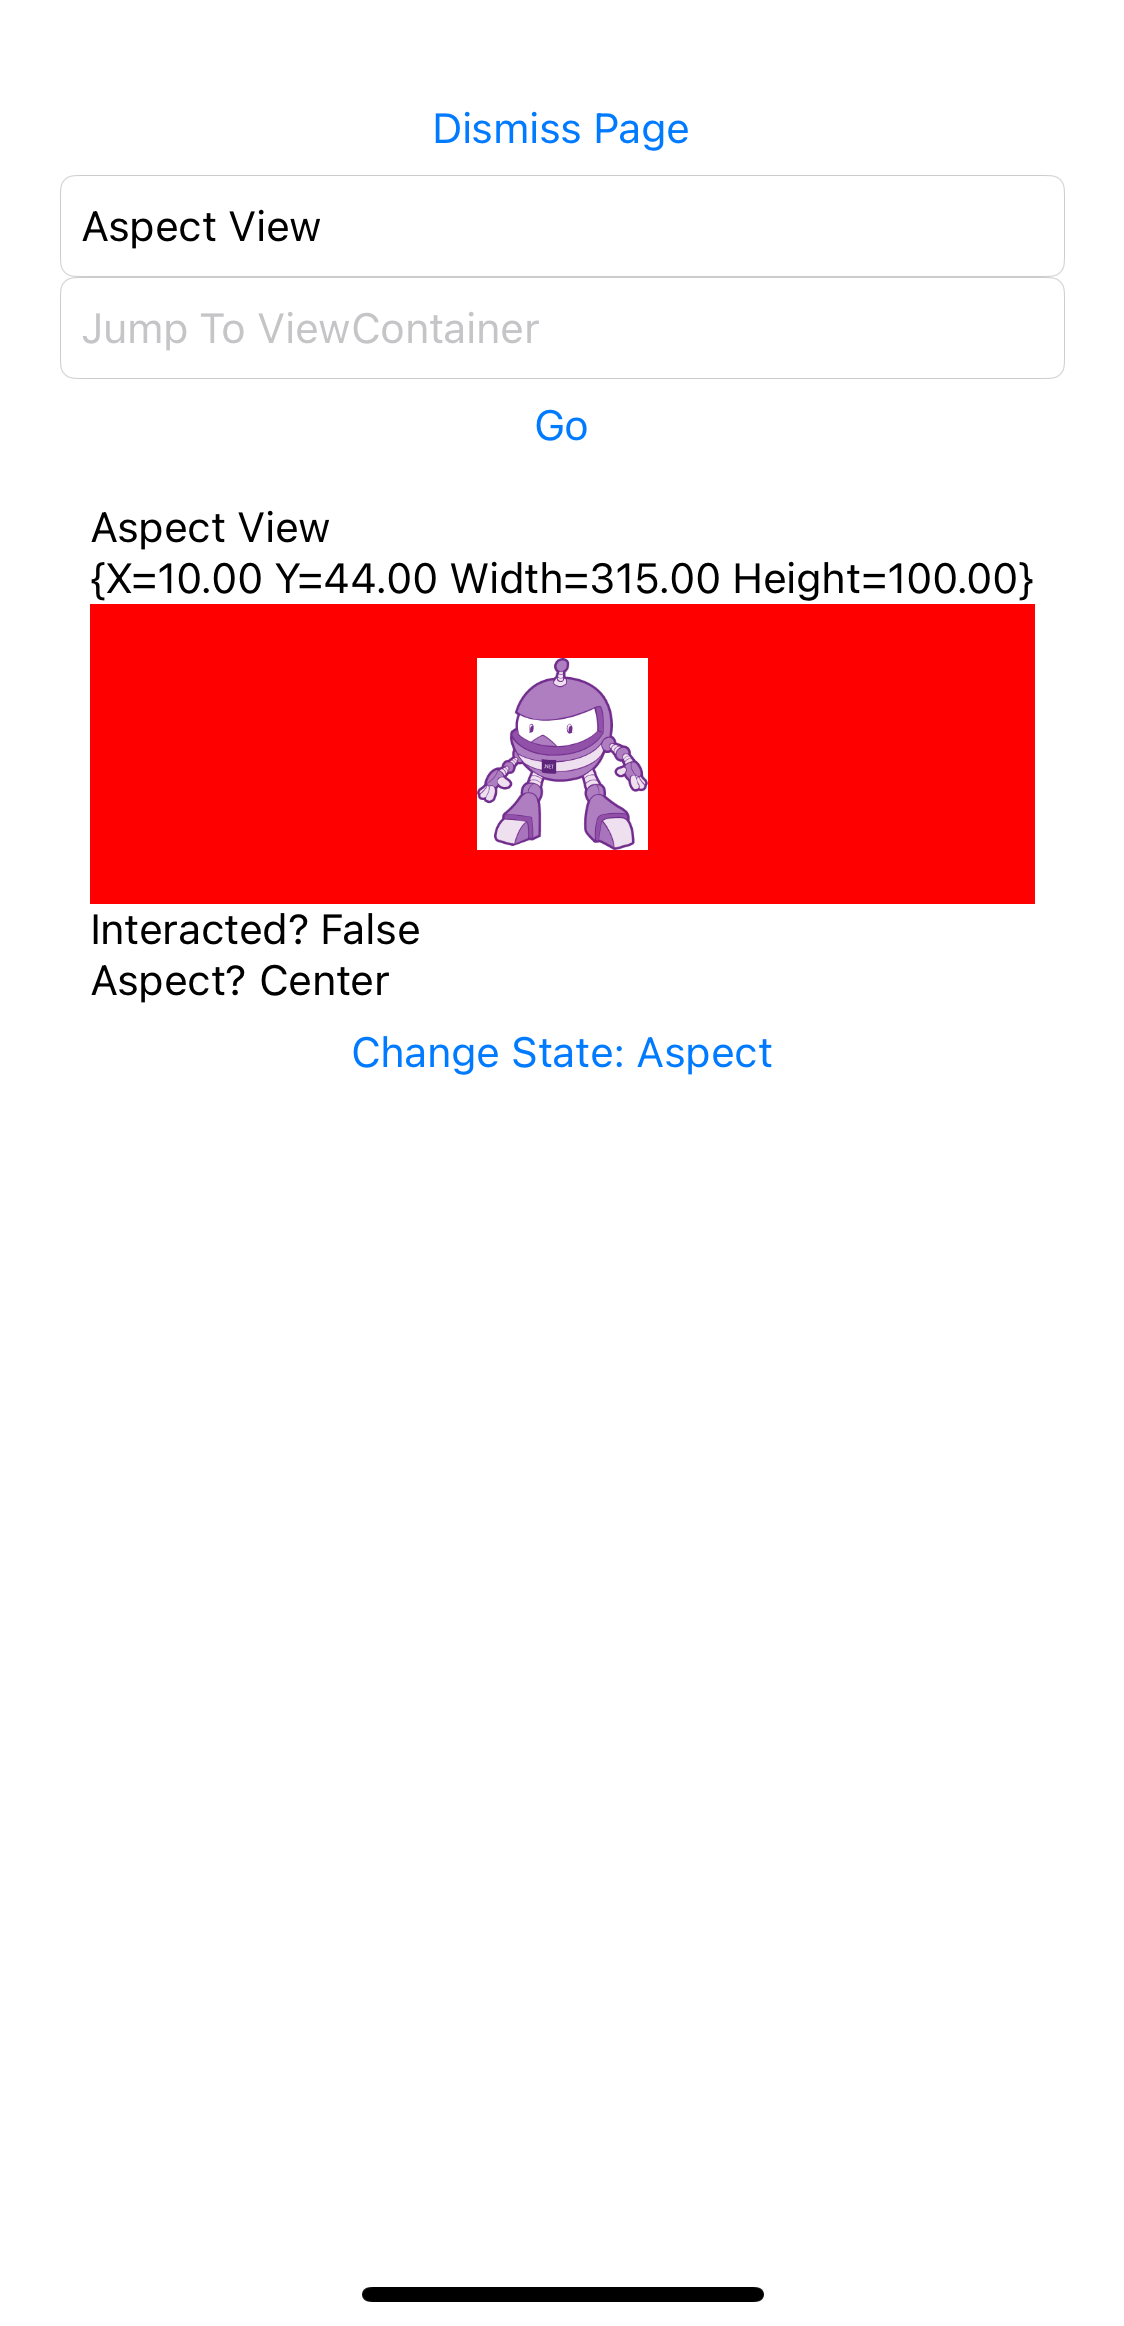 Dismiss Page
Aspect View
Jump To ViewContainer
Go
Aspect View
{X=10.00 Y=44.00 Width=315.00 Height=100.00}
.NET
Interacted? False
Aspect? Center
Change State: Aspect